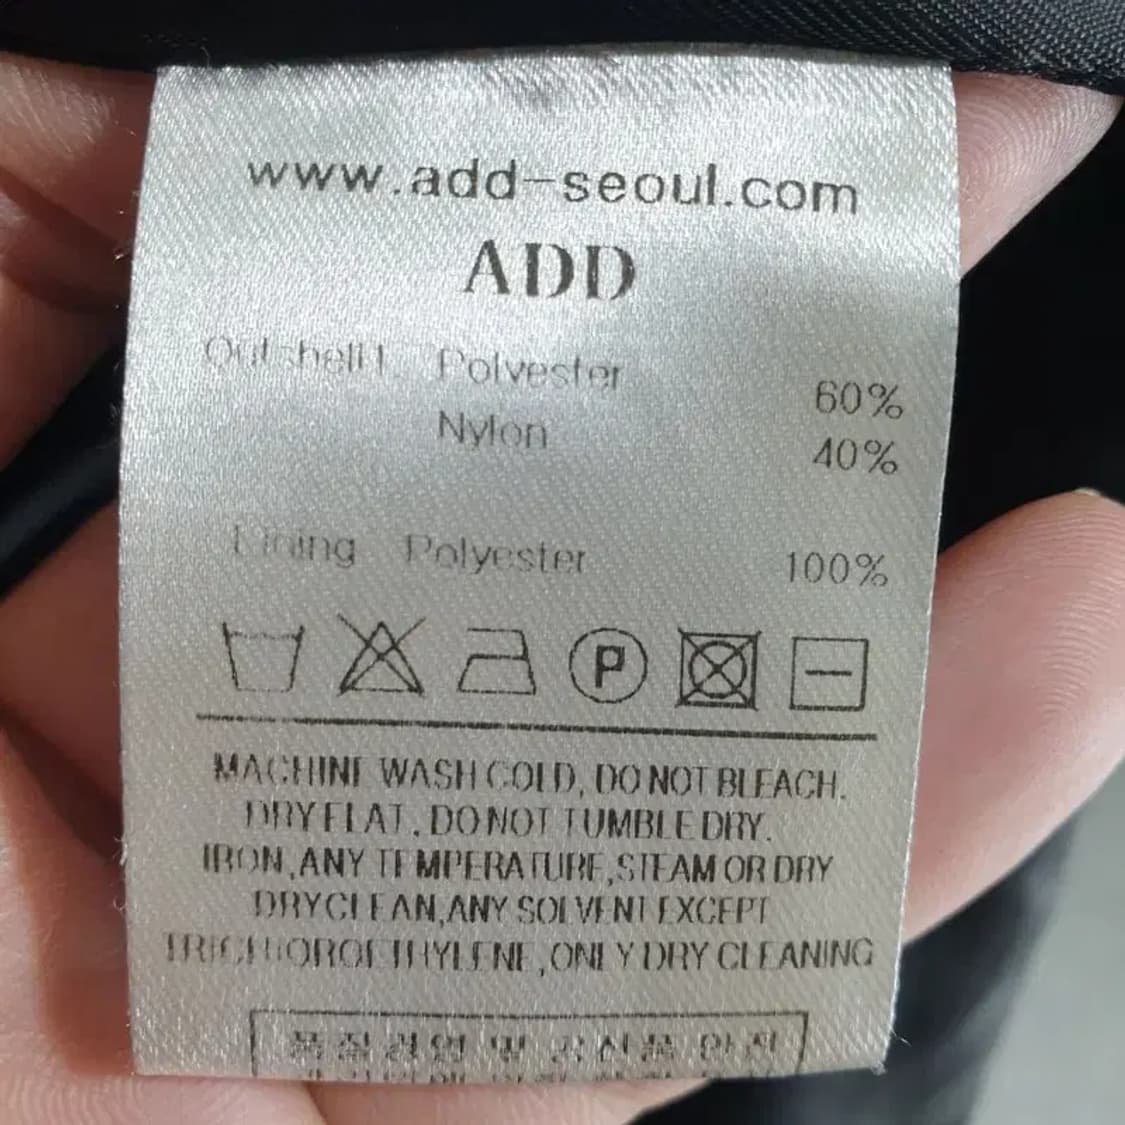 www.add-seoul.com
ADD
Outshell1. Polyester 60%
Nylon 40%
Lining Polyester 100%
P
MACHINE WASH COLD, DO NOT BLEACH.
DRY FLAT, DO NOT TUMBLE DRY.
IRON, ANY TEMPERATURE, STEAM OR DRY
DRYCLEAN, ANY SOLVENT EXCEPT
TRICHLOROETHYLENE, ONLY DRY CLEANING